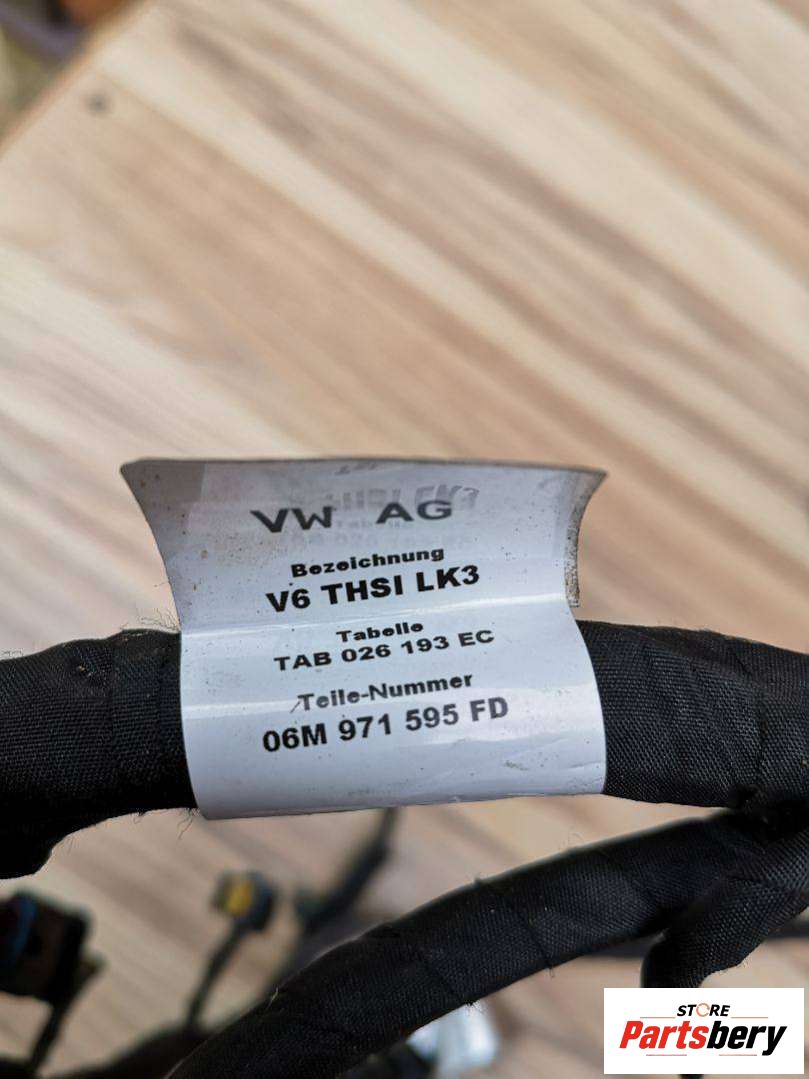 VW AG
Bezeichnung
V6 THSI LK3
Tabelle
TAB 026 193 EC
Teile-Nummer
06M 971 595 FD
STORE
Partsbery